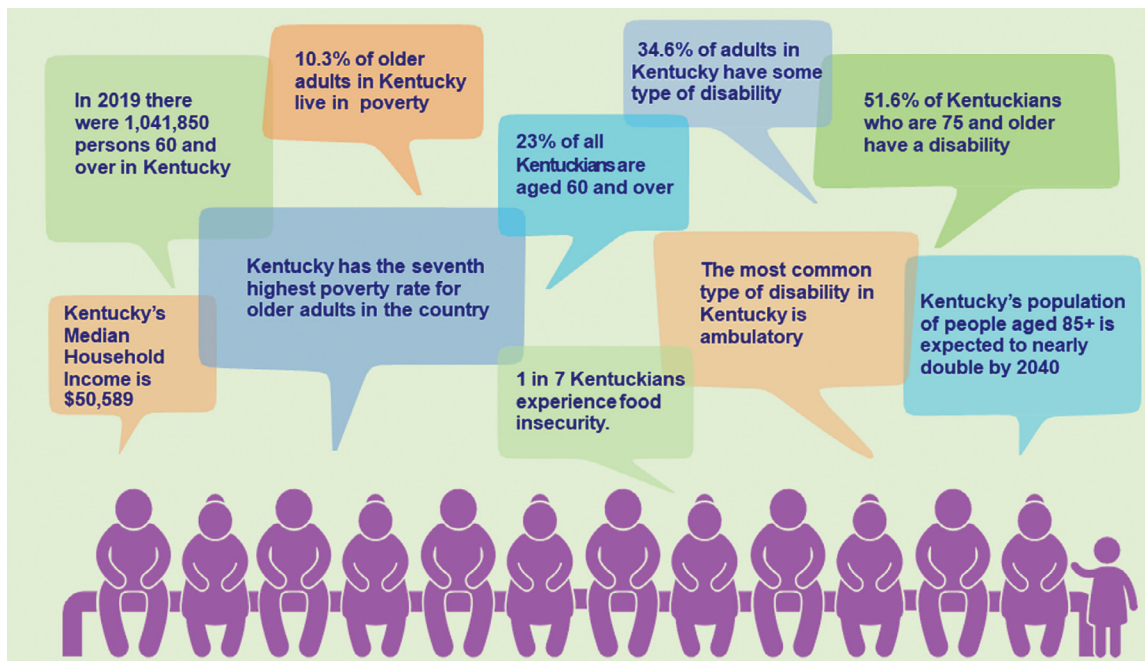 In 2019 there
were 1,041,850
persons 60 and
over in Kentucky
10.3% of older
adults in Kentucky
live in poverty
23% of all
Kentuckians are
aged 60 and over
34.6% of adults in
Kentucky have some
type of disability
51.6% of Kentuckians
who are 75 and older
have a disability
Kentucky's
Median
Household
Income is
$50,589
Kentucky has the seventh
highest poverty rate for
older adults in the country
1 in 7 Kentuckians
experience food
insecurity.
The most common
type of disability in
Kentucky is
ambulatory
Kentucky's population
of people aged 85+ is
expected to nearly
double by 2040